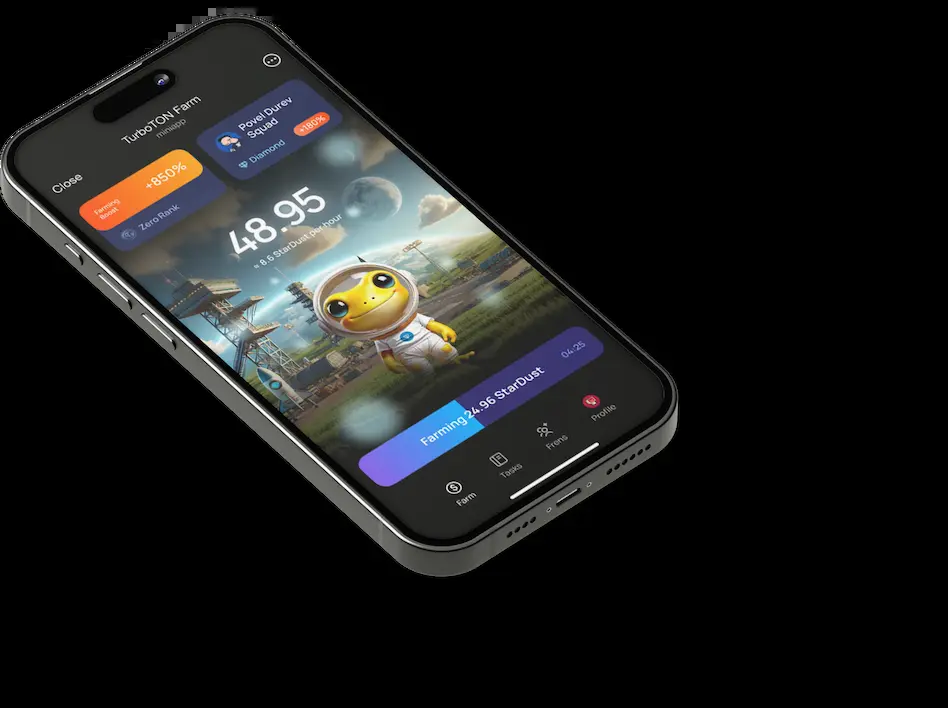 TurboTON Farm
miniapp
Close
Farming
Boost
+850%
Zero Rank
Povel Durev
Squad
+180%
Diamond
48.95
≈ 8.6 StarDust per hour
Farming 24.96 StarDust
04:25
Farm
Tasks
Frens
Profile